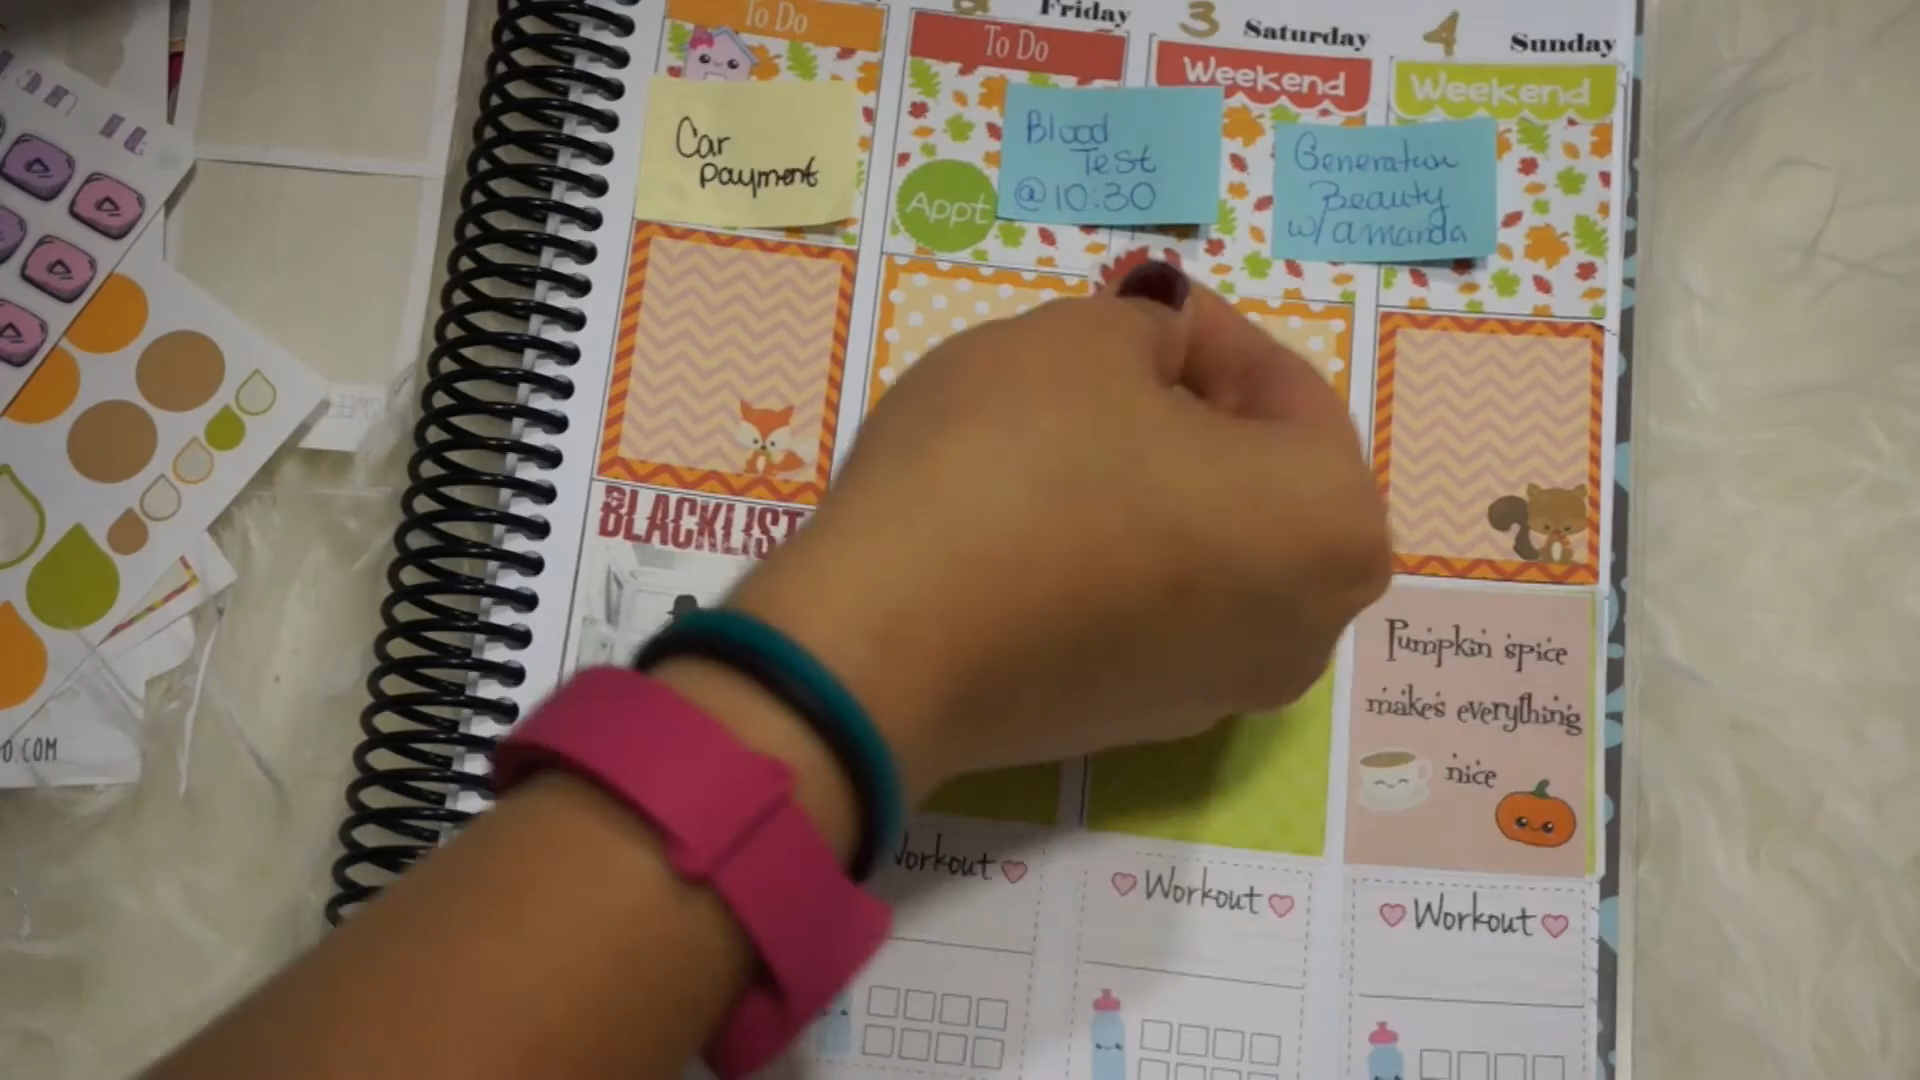 To Do
Friday
3
Saturday
4
Sunday
To Do
Weekend
Weekend
Car
payment
Appt
Blood
Test
@ 10:30
Generation
Beauty
w/ amanda
BLACKLIST
Pumpkin spice
makes everything
nice
Workout
Workout
Workout
O.COM